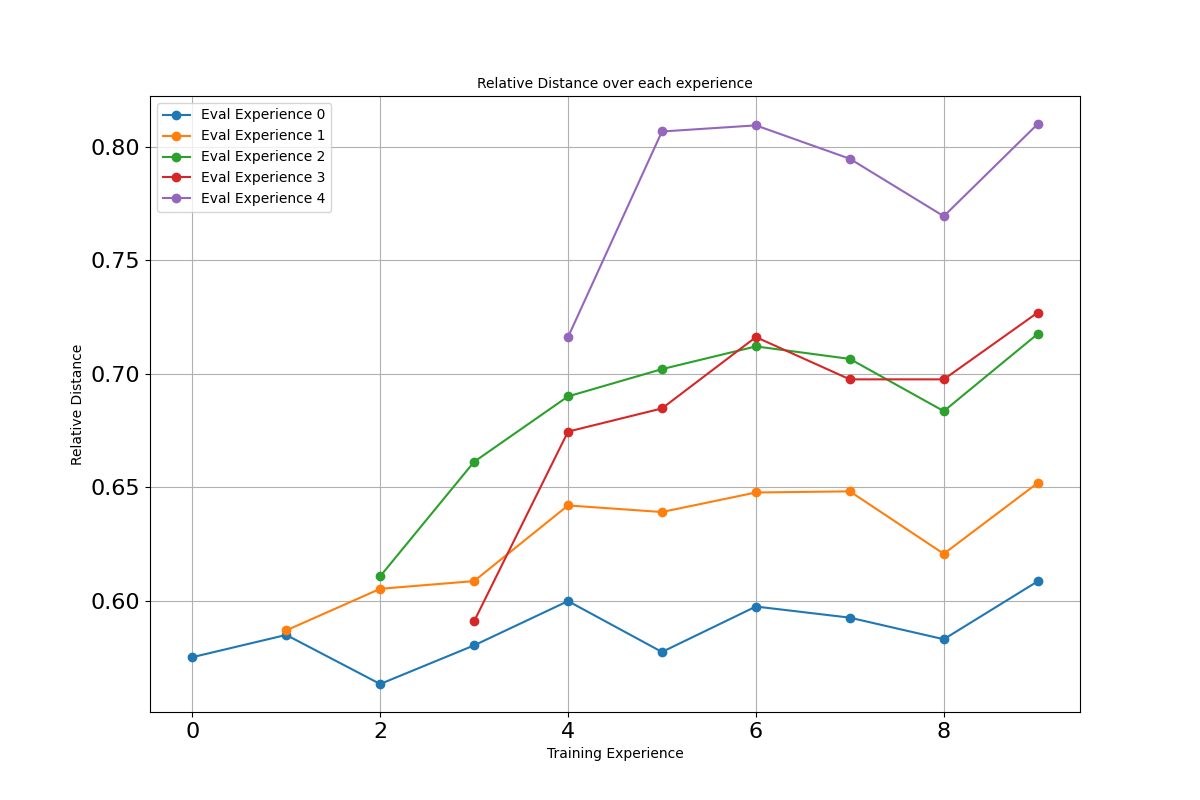 Relative Distance over each experience
Eval Experience 0
Eval Experience 1
Eval Experience 2
Eval Experience 3
Eval Experience 4
0.80
0.75
0.70
0.65
0.60
Relative Distance
0 2 4 6 8
Training Experience